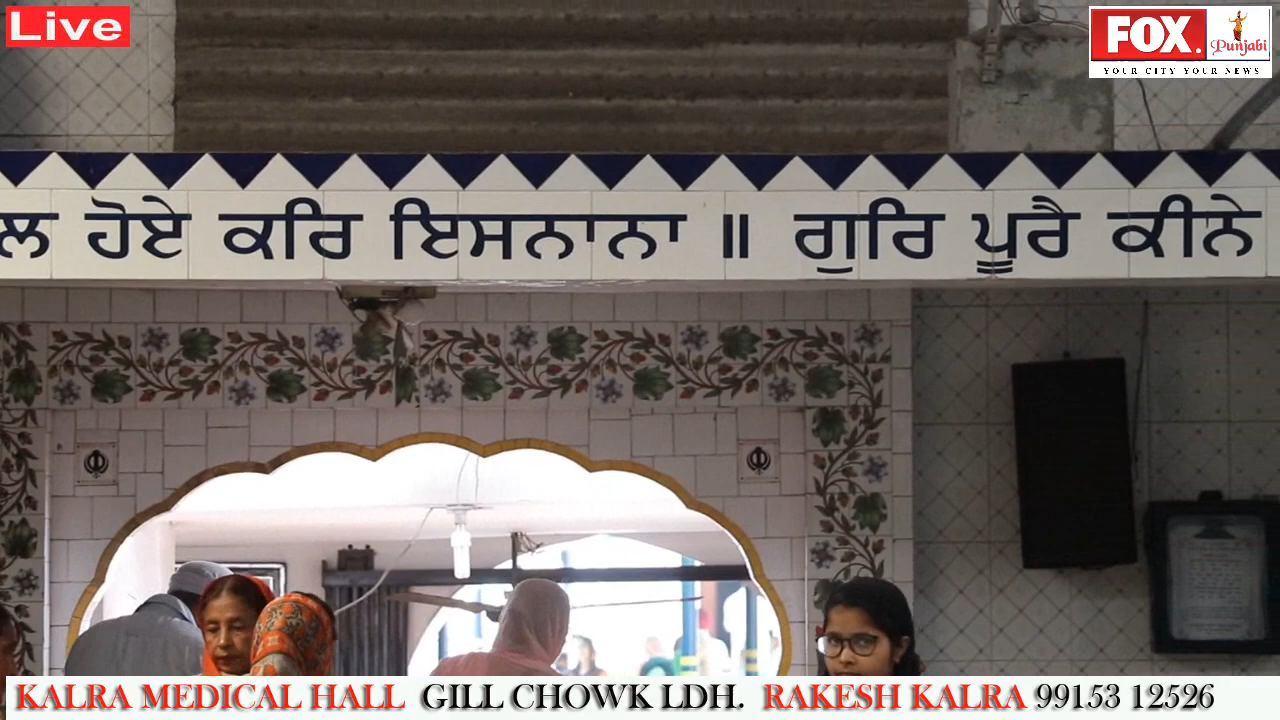 Live
FOX.
Punjabi
YOUR CITY YOUR NEWS
ਲ ਹੋਏ ਕਰਿ ਇਸਨਾਨਾ ॥ ਗੁਰਿ ਪੂਰੈ ਕੀਨੇ
KALRA MEDICAL HALL GILL CHOWK LDH. RAKESH KALRA 99153 12526